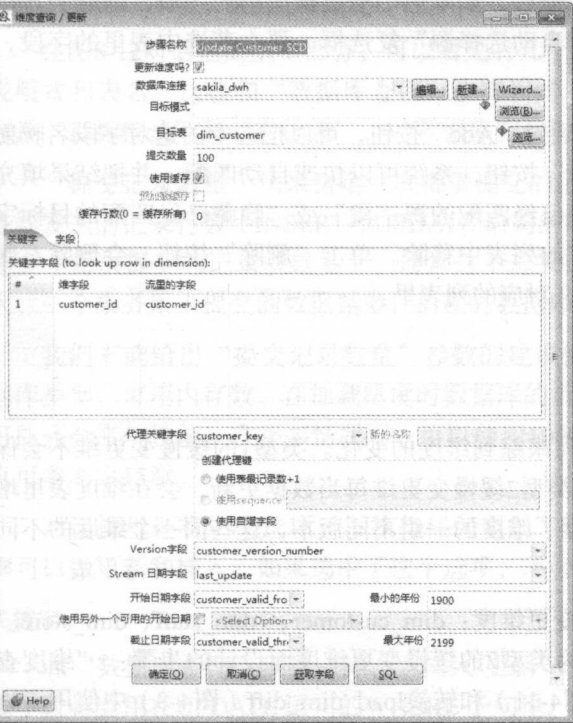 维度查询 / 更新
步骤名称 Update Customer SCD
更新维度吗?
数据库连接 sakila_dwh 编辑... 新建... Wizard...
目标模式 浏览(B)...
目标表 dim_customer 浏览...
提交数量 100
使用缓存
预加载缓存
缓存行数(0 = 缓存所有) 0
关键字 字段
关键字字段 (to look up row in dimension):
# 维字段 流里的字段
1 customer_id customer_id
代理关键字段 customer_key 新的名称
创建代理键
使用表最记录数+1
使用sequence
使用自增字段
Version字段 customer_version_number
Stream 日期字段 last_update
开始日期字段 customer_valid_fro 最小的年份 1900
使用另外一个可用的开始日期 <Select Option>
截止日期字段 customer_valid_thr 最大年份 2199
确定(O) 取消(C) 获取字段 SQL
Help